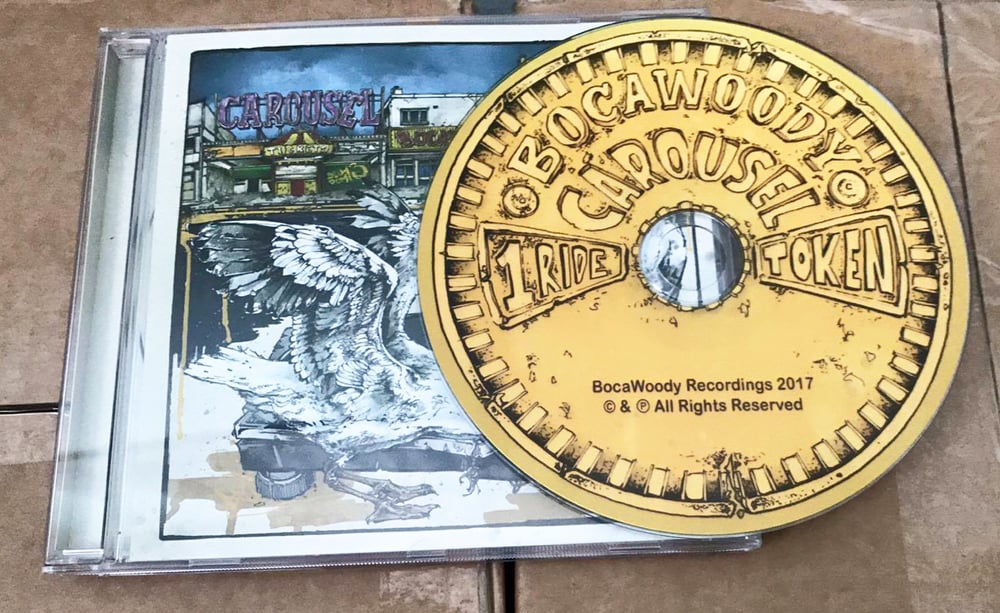 CAROUSEL
BOCAWOODY
CAROUSEL
1 RIDE
TOKEN
BocaWoody Recordings 2017
© & ℗ All Rights Reserved